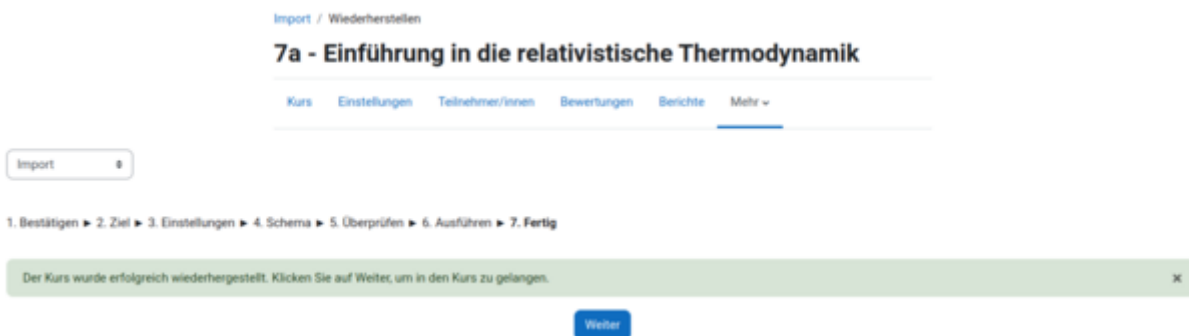 Import / Wiederherstellen
7a - Einführung in die relativistische Thermodynamik
Kurs Einstellungen Teilnehmer/innen Bewertungen Berichte Mehr
Import
1. Bestätigen ► 2. Ziel ► 3. Einstellungen ► 4. Schema ► 5. Überprüfen ► 6. Ausführen ► 7. Fertig
Der Kurs wurde erfolgreich wiederhergestellt. Klicken Sie auf Weiter, um in den Kurs zu gelangen. ×
Weiter